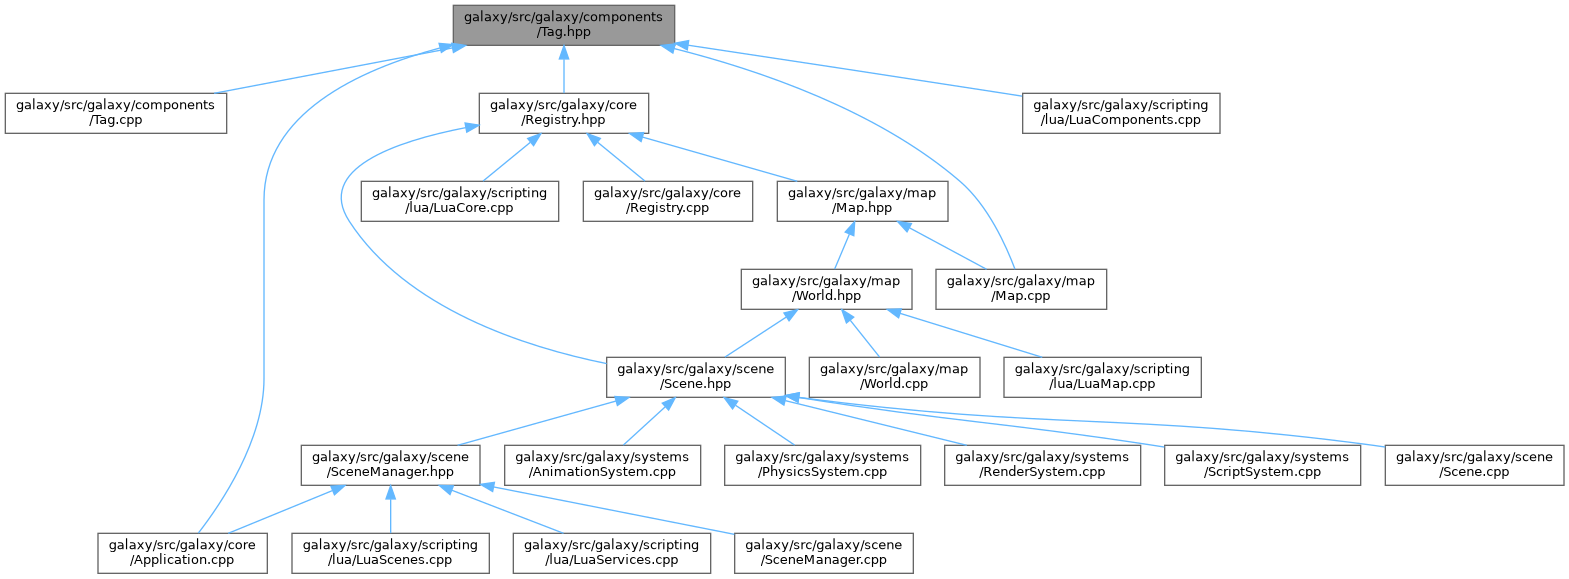 galaxy/src/galaxy/components
/Tag.hpp
galaxy/src/galaxy/components
/Tag.cpp
galaxy/src/galaxy/core
/Registry.hpp
galaxy/src/galaxy/scripting
/lua/LuaComponents.cpp
galaxy/src/galaxy/scripting
/lua/LuaCore.cpp
galaxy/src/galaxy/core
/Registry.cpp
galaxy/src/galaxy/map
/Map.hpp
galaxy/src/galaxy/map
/World.hpp
galaxy/src/galaxy/map
/Map.cpp
galaxy/src/galaxy/scene
/Scene.hpp
galaxy/src/galaxy/map
/World.cpp
galaxy/src/galaxy/scripting
/lua/LuaMap.cpp
galaxy/src/galaxy/scene
/SceneManager.hpp
galaxy/src/galaxy/systems
/AnimationSystem.cpp
galaxy/src/galaxy/systems
/PhysicsSystem.cpp
galaxy/src/galaxy/systems
/RenderSystem.cpp
galaxy/src/galaxy/systems
/ScriptSystem.cpp
galaxy/src/galaxy/scene
/Scene.cpp
galaxy/src/galaxy/core
/Application.cpp
galaxy/src/galaxy/scripting
/lua/LuaScenes.cpp
galaxy/src/galaxy/scripting
/lua/LuaServices.cpp
galaxy/src/galaxy/scene
/SceneManager.cpp